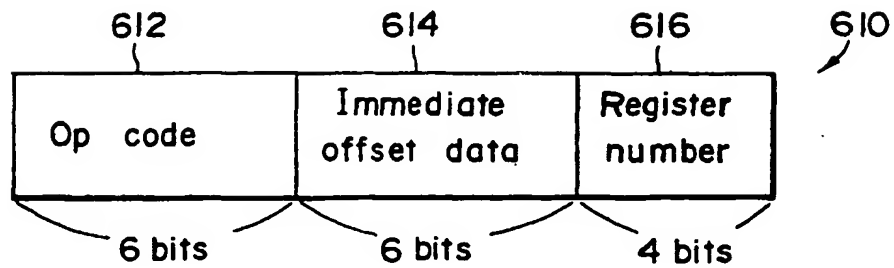 612 614 616 610
Op code
Immediate offset data
Register number
6 bits 6 bits 4 bits